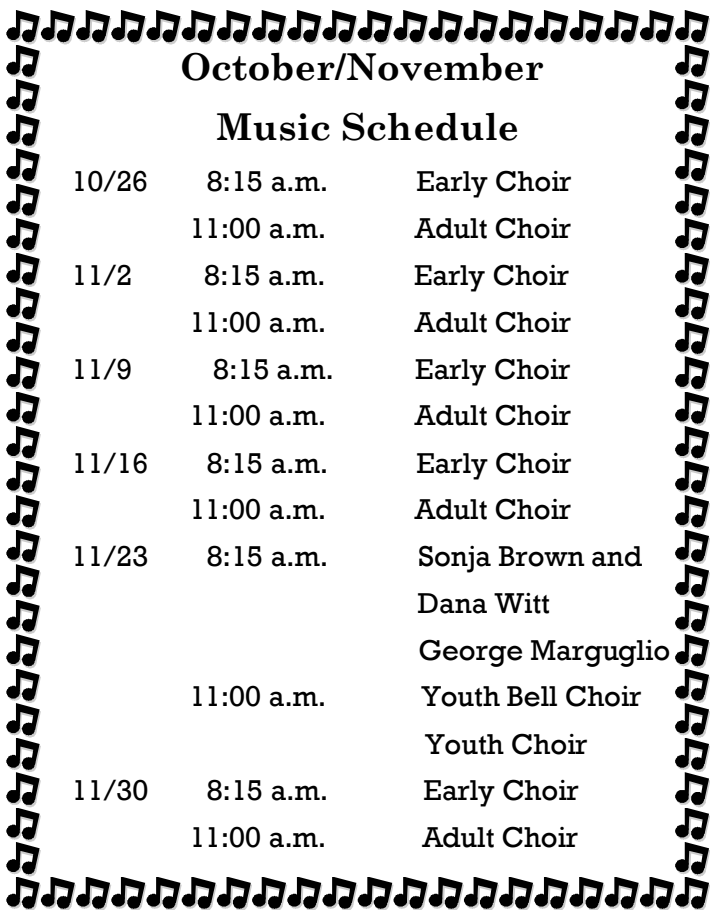 October/November
Music Schedule
10/26 8:15 a.m. Early Choir
11:00 a.m. Adult Choir
11/2 8:15 a.m. Early Choir
11:00 a.m. Adult Choir
11/9 8:15 a.m. Early Choir
11:00 a.m. Adult Choir
11/16 8:15 a.m. Early Choir
11:00 a.m. Adult Choir
11/23 8:15 a.m. Sonja Brown and
Dana Witt
George Marguglio
11:00 a.m. Youth Bell Choir
Youth Choir
11/30 8:15 a.m. Early Choir
11:00 a.m. Adult Choir